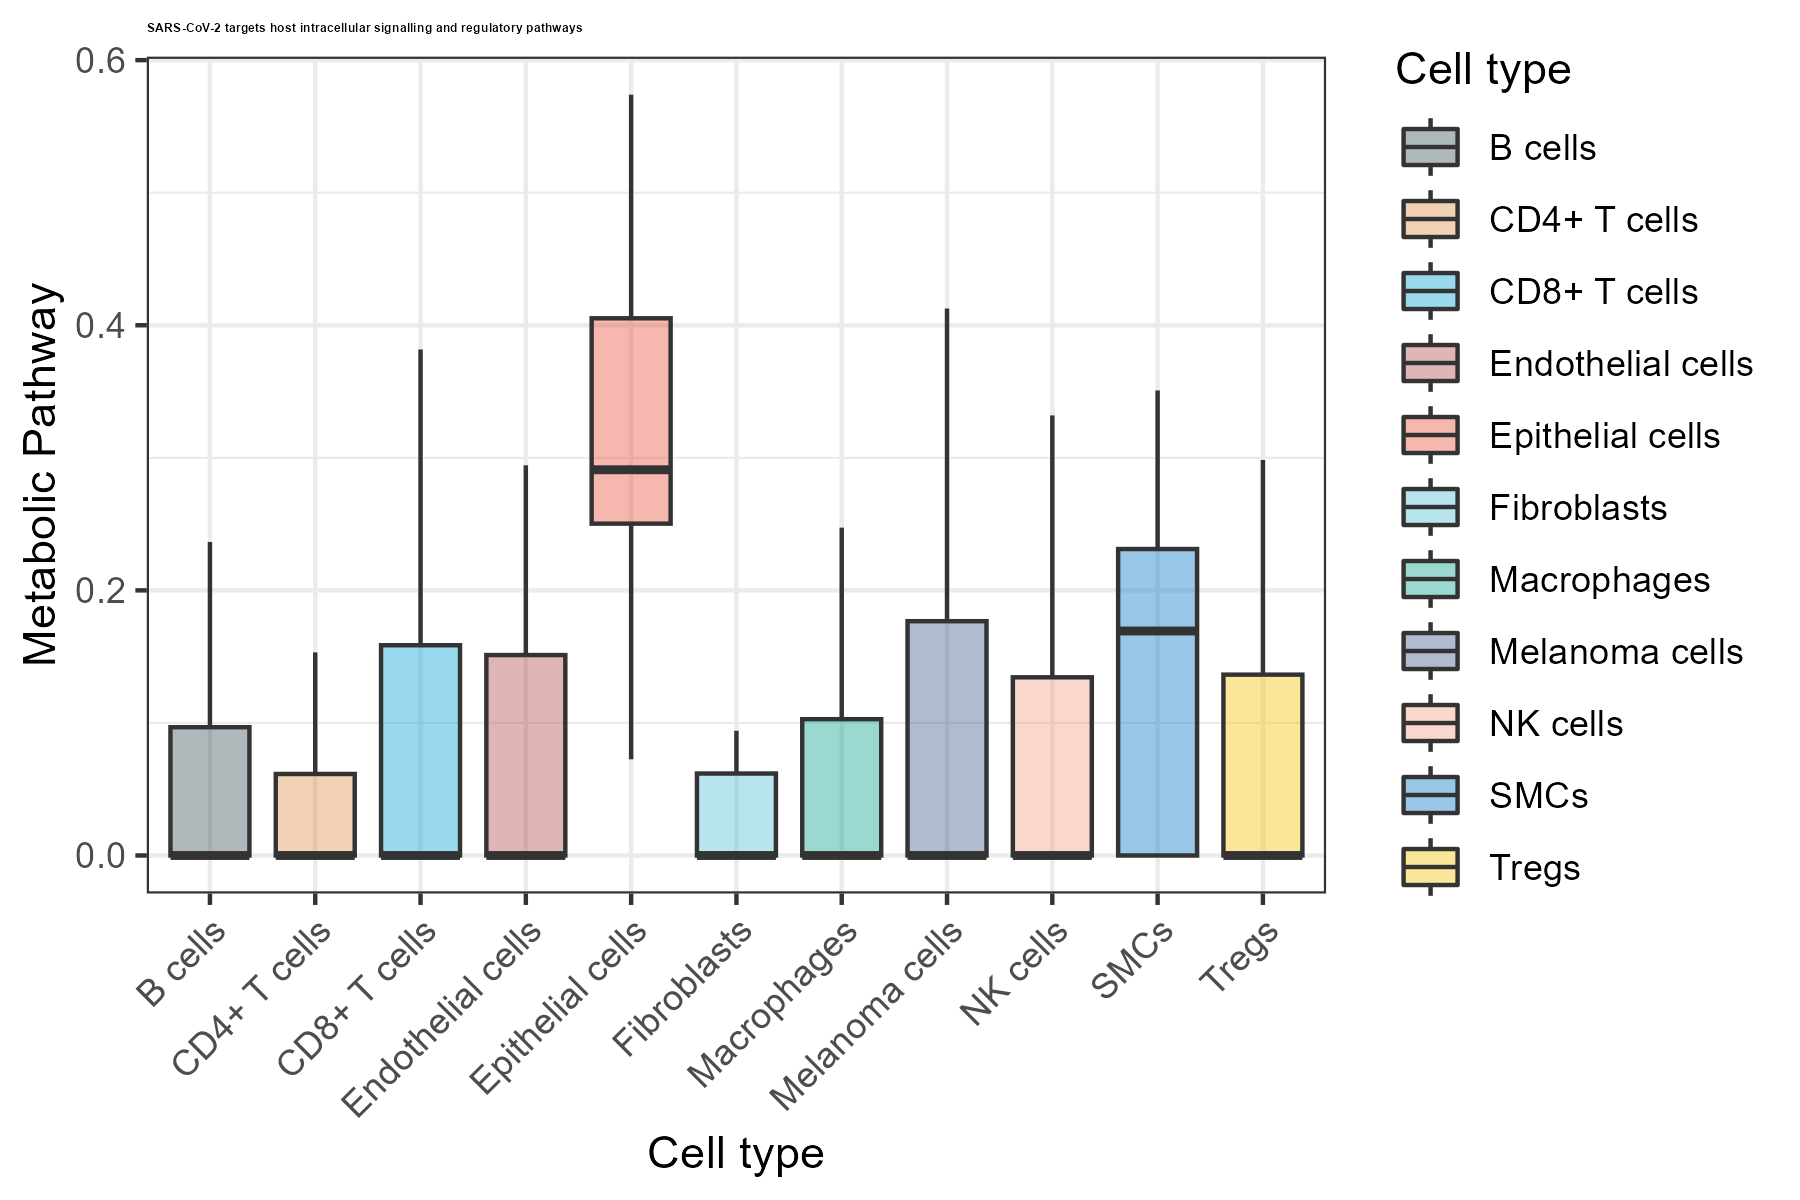 SARS-CoV-2 targets host intracellular signalling and regulatory pathways
Metabolic Pathway
0.6
0.4
0.2
0.0
B cells
CD4+ T cells
CD8+ T cells
Endothelial cells
Epithelial cells
Fibroblasts
Macrophages
Melanoma cells
NK cells
SMCs
Tregs
Cell type
Cell type
B cells
CD4+ T cells
CD8+ T cells
Endothelial cells
Epithelial cells
Fibroblasts
Macrophages
Melanoma cells
NK cells
SMCs
Tregs